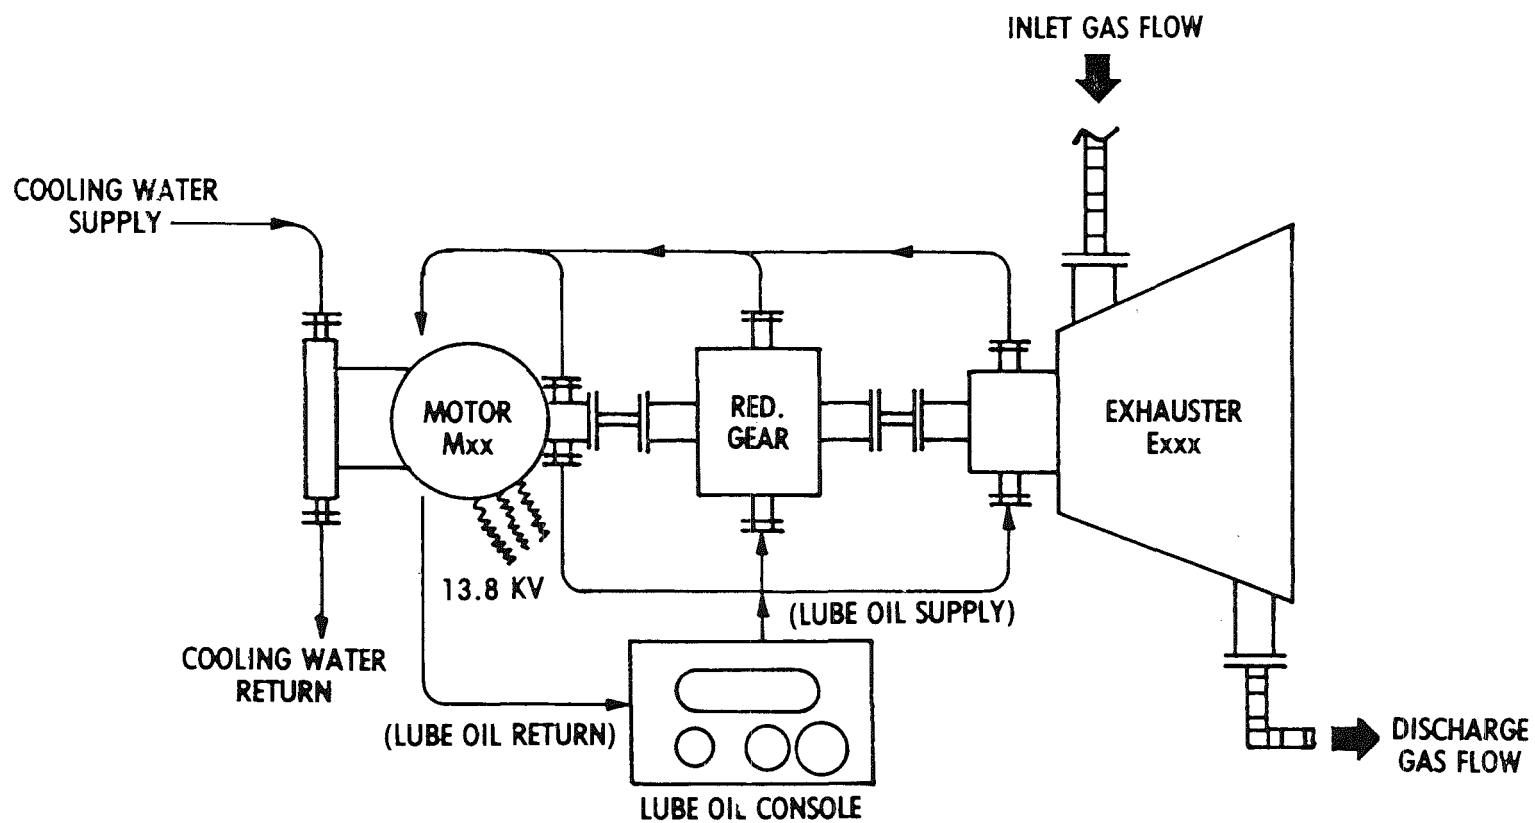 INLET GAS FLOW
COOLING WATER
SUPPLY
MOTOR
Mxx
RED.
GEAR
EXHAUSTER
Exxx
13.8 KV
(LUBE OIL SUPPLY)
COOLING WATER
RETURN
(LUBE OIL RETURN)
DISCHARGE
GAS FLOW
LUBE OIL CONSOLE